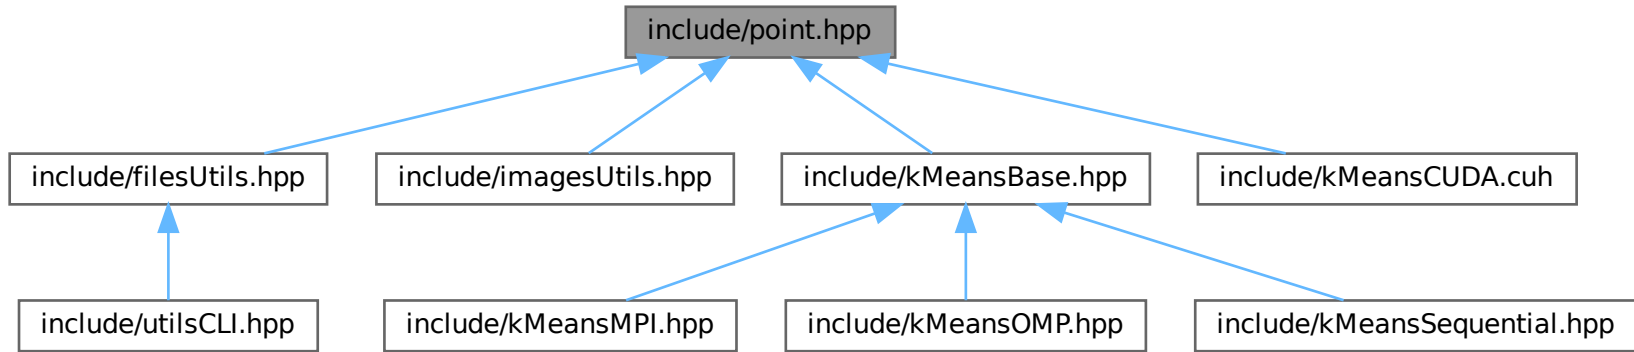 include/point.hpp
include/filesUtils.hpp
include/imagesUtils.hpp
include/kMeansBase.hpp
include/kMeansCUDA.cuh
include/utilsCLI.hpp
include/kMeansMPI.hpp
include/kMeansOMP.hpp
include/kMeansSequential.hpp